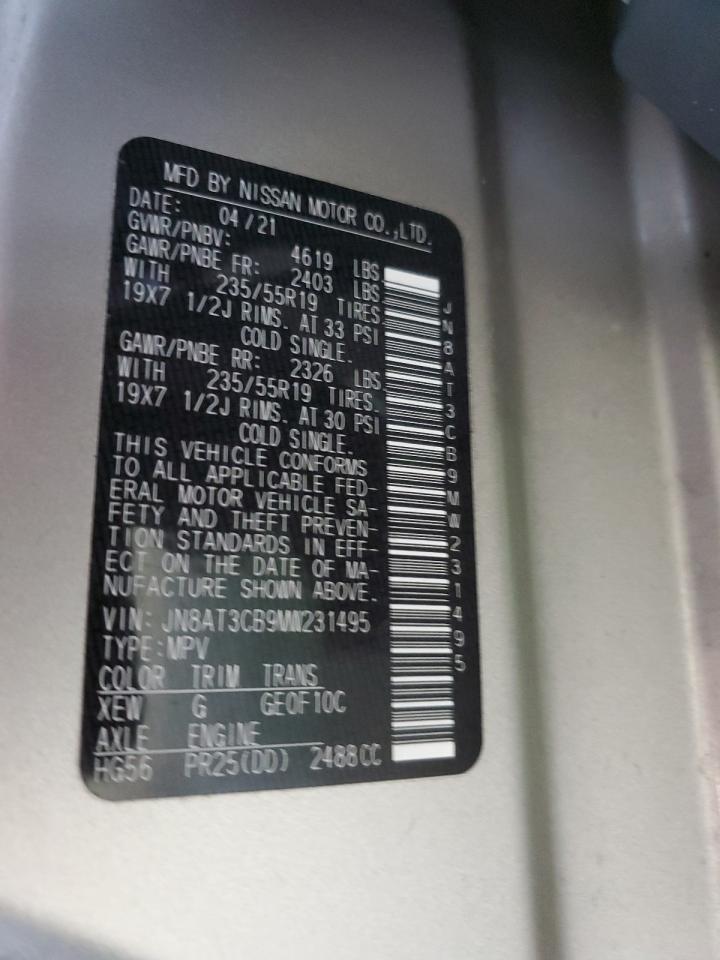 MFD BY NISSAN MOTOR CO.,LTD.
DATE: 04/21
GVWR/PNBV: 4619 LBS
GAWR/PNBE FR: 2403 LBS.
WITH 235/55R19 TIRES.
19X7 1/2J RIMS. AT 33 PSI
COLD SINGLE.
GAWR/PNBE RR: 2326 LBS.
WITH 235/55R19 TIRES.
19X7 1/2J RIMS. AT 30 PSI
COLD SINGLE.
THIS VEHICLE CONFORMS
TO ALL APPLICABLE FED-
ERAL MOTOR VEHICLE SA-
FETY AND THEFT PREVEN-
TION STANDARDS IN EFF-
ECT ON THE DATE OF MA-
NUFACTURE SHOWN ABOVE.
VIN: JN8AT3CB9MW231495
TYPE:MPV
COLOR TRIM TRANS
XEW G GE0F10C
AXLE ENGINE
HG56 PR25(DD) 2488CC
JN8AT3CB9MW231495